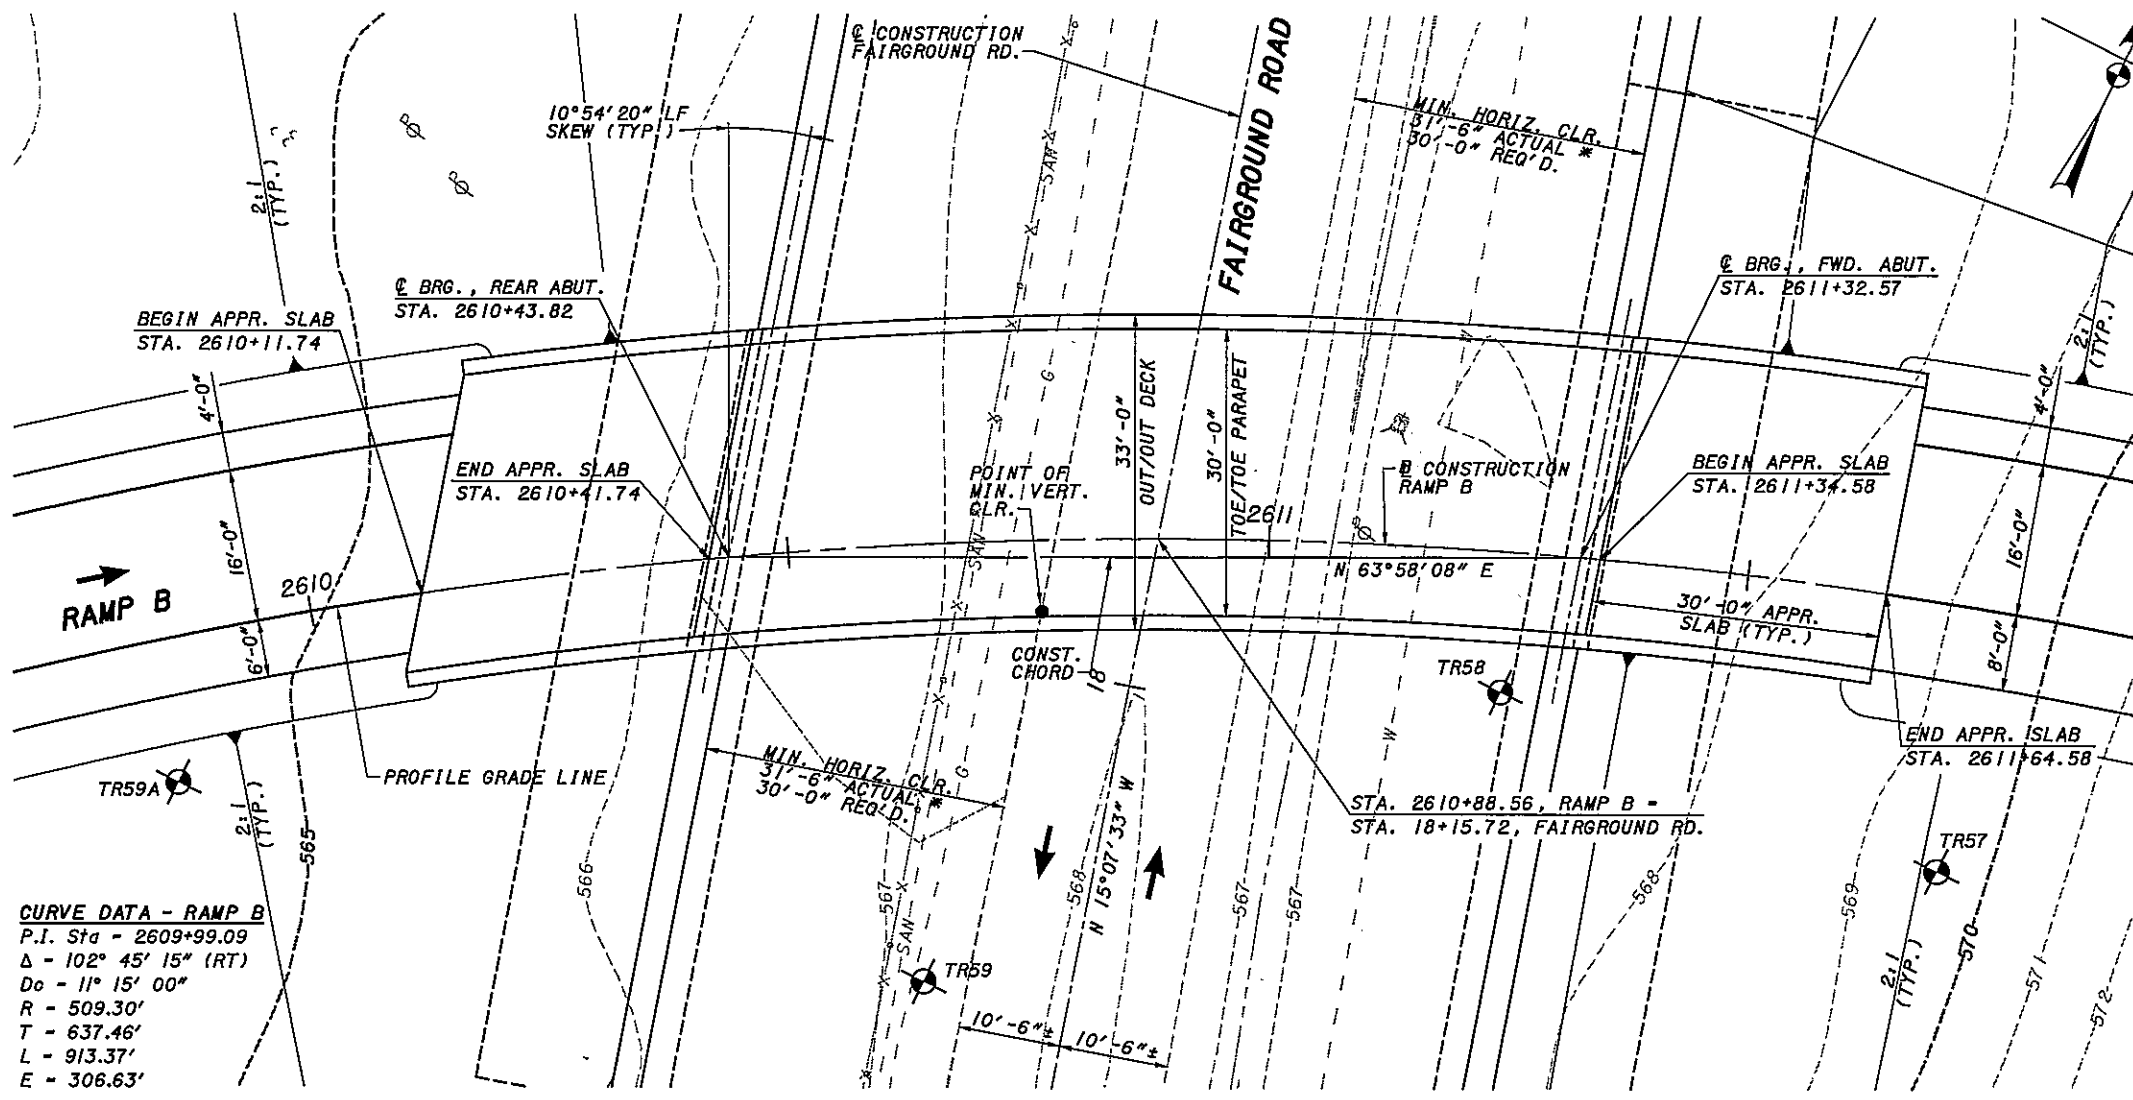 ℄ CONSTRUCTION
FAIRGROUND RD.
10°54'20" LF
SKEW (TYP.)
FAIRGROUND ROAD
MIN. HORIZ. CLR.
31'-6" ACTUAL *
30'-0" REQ'D.
2:1
(TYP.)
SAN
℄ BRG., REAR ABUT.
STA. 2610+43.82
℄ BRG., FWD. ABUT.
STA. 2611+32.57
BEGIN APPR. SLAB
STA. 2610+11.74
2:1
(TYP.)
4'-0"
G
W
33'-0"
OUT/OUT DECK
30'-0"
TOE/TOE PARAPET
4'-0"
END APPR. SLAB
STA. 2610+41.74
POINT OF
MIN. VERT.
CLR.
CONSTRUCTION
RAMP B
BEGIN APPR. SLAB
STA. 2611+34.58
2611
16'-0"
SAN
N 63°58'08" E
16'-0"
RAMP B
2610
6'-0"
30'-0" APPR.
SLAB (TYP.)
8'-0"
CONST.
CHORD
18
TR58
W
END APPR. SLAB
STA. 2611+64.58
PROFILE GRADE LINE
TR59A
2:1
(TYP.)
MIN. HORIZ. CLR.
31'-6" ACTUAL *
30'-0" REQ'D.
G
STA. 2610+88.56, RAMP B =
STA. 18+15.72, FAIRGROUND RD.
N 15°07'33" W
565
566
567
568
567
567
568
569
570
571
572
TR57
2:1
(TYP.)
SAN
TR59
10'-6"±
10'-6"±
CURVE DATA - RAMP B
P.I. Sta = 2609+99.09
Δ = 102° 45' 15" (RT)
Dc = 11° 15' 00"
R = 509.30'
T = 637.46'
L = 913.37'
E = 306.63'